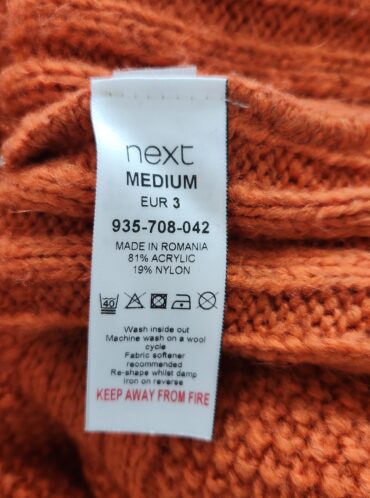 next
MEDIUM
EUR 3
935-708-042
MADE IN ROMANIA
81% ACRYLIC
19% NYLON
40
Wash inside out
Machine wash on a wool
cycle
Fabric softener
recommended
Re-shape whilst damp
Iron on reverse
KEEP AWAY FROM FIRE